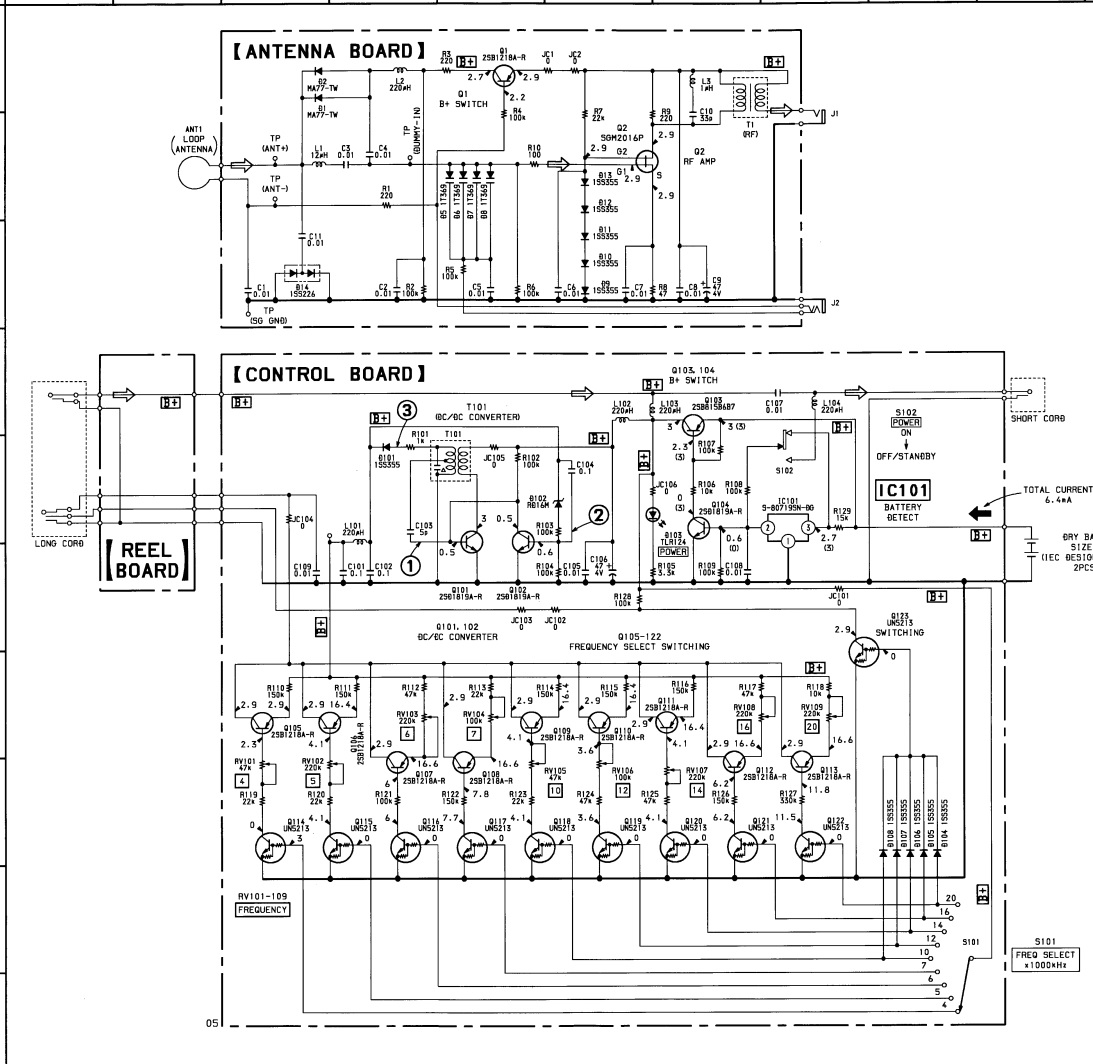 【ANTENNA BOARD】
R3
220
B+
Q1
2SB1218A-R
JC1
0
JC2
0
B+
2.7
2.9
D2
MA77-TW
L2
220μH
Q1
B+ SWITCH
2.2
L3
1μH
D1
MA77-TW
R4
100k
R7
22k
R9
220
C10
33p
T1
(RF)
J1
ANT1
LOOP
ANTENNA
TP
(ANT+)
TP
(DUMMY-IN)
Q2
SGM2016P
2.9
L1
12μH
C3
0.01
C4
0.01
R10
100
2.9
G2
G1
2.9
S
Q2
RF AMP
TP
(ANT-)
R1
220
D5 1T369
D6 1T369
D7 1T369
D8 1T369
D13
1SS355
2.9
D12
1SS355
C11
0.01
D11
1SS355
R5
100k
D10
1SS355
D14
1SS226
C1
0.01
C2
0.01
R2
100k
C5
0.01
R6
100k
C6
0.01
D9
1SS355
C7
0.01
R8
47
C8
0.01
C9
47
4V
J2
TP
(SG GND)
【CONTROL BOARD】
Q103, 104
B+ SWITCH
B+
B+
B+
B+
T101
(DC/DC CONVERTER)
L102
220μH
L103
220μH
Q103
2SB815B6B7
C107
0.01
L104
220μH
S102
POWER
ON
OFF/STANDBY
SHORT CORD
3
B+
R101
1k
T101
B+
3
3 (3)
B+
2.3
(3)
R107
100k
D101
1SS355
JC105
0
R102
100k
C104
0.1
B+
S102
JC106
0
R106
10k
R108
100k
IC101
S-80719SN-DG
IC101
BATTERY
DETECT
TOTAL CURRENT
6.4mA
D102
RD16M
0
(3)
Q104
2SD1819A-R
R129
15k
JC104
0
L101
220μH
C103
5p
3
0.5
R103
100k
2
D103
TLR124
POWER
0.6
(0)
2
3
1
2.7
(3)
B+
LONG CORD
【REEL
BOARD】
1
0.5
0.6
C109
0.01
C101
0.1
C102
0.1
R104
100k
C105
0.01
C106
47
4V
R105
3.3k
R109
100k
C108
0.01
Q101
2SD1819A-R
Q102
2SD1819A-R
R128
100k
JC101
0
B+
B+
Q101, 102
DC/DC CONVERTER
JC103
0
JC102
0
Q105-122
FREQUENCY SELECT SWITCHING
2.9
Q123
UN5213
SWITCHING
0
B+
R110
150k
R111
150k
R112
47k
R113
22k
R114
150k
R115
150k
R116
150k
R117
47k
R118
10k
2.9
2.9
2.9
16.4
RV103
220k
6
2.9
RV104
100k
7
2.9
16.4
2.9
16.4
2.9
Q111
2SB1218A-R
16.4
RV108
220k
16
RV109
220k
20
Q105
2SB1218A-R
Q106
2SB1218A-R
Q109
2SB1218A-R
Q110
2SB1218A-R
2.3
4.1
2.9
16.6
16.6
4.1
3.6
4.1
2.9
16.6
2.9
16.6
RV101
47k
4
RV102
220k
5
Q107
2SB1218A-R
Q108
2SB1218A-R
RV105
47k
10
RV106
100k
12
RV107
220k
14
Q112
2SB1218A-R
Q113
2SB1218A-R
6
7.8
6.2
11.8
R119
22k
R120
22k
R121
100k
R122
150k
R123
22k
R124
47k
R125
47k
R126
150k
R127
330k
0
4.1
6
7.7
4.1
3.6
4.1
6.2
11.5
Q114
UN5213
Q115
UN5213
Q116
UN5213
Q117
UN5213
Q118
UN5213
Q119
UN5213
Q120
UN5213
Q121
UN5213
Q122
UN5213
3
0
0
0
0
0
0
0
0
D108 1SS355
D107 1SS355
D106 1SS355
D105 1SS355
D104 1SS355
RV101-109
FREQUENCY
B+
20
16
14
12
10
7
6
5
4
S101
S101
FREQ SELECT
x1000kHz
05